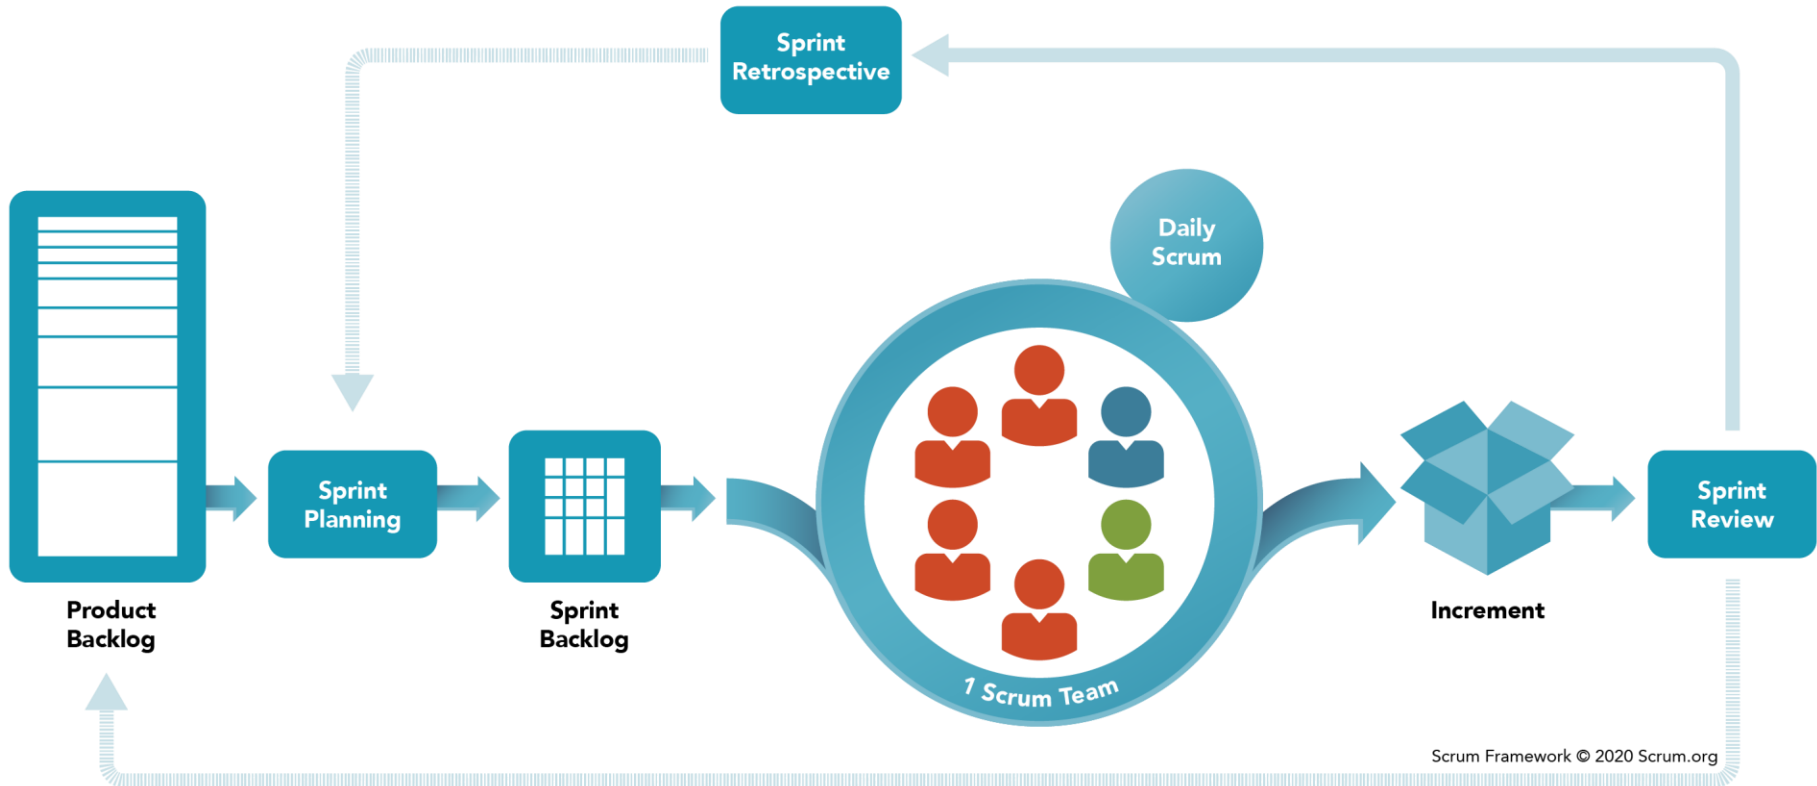 Sprint
Retrospective
Daily
Scrum
Sprint
Planning
Sprint
Review
Product
Backlog
Sprint
Backlog
Increment
1 Scrum Team
Scrum Framework © 2020 Scrum.org